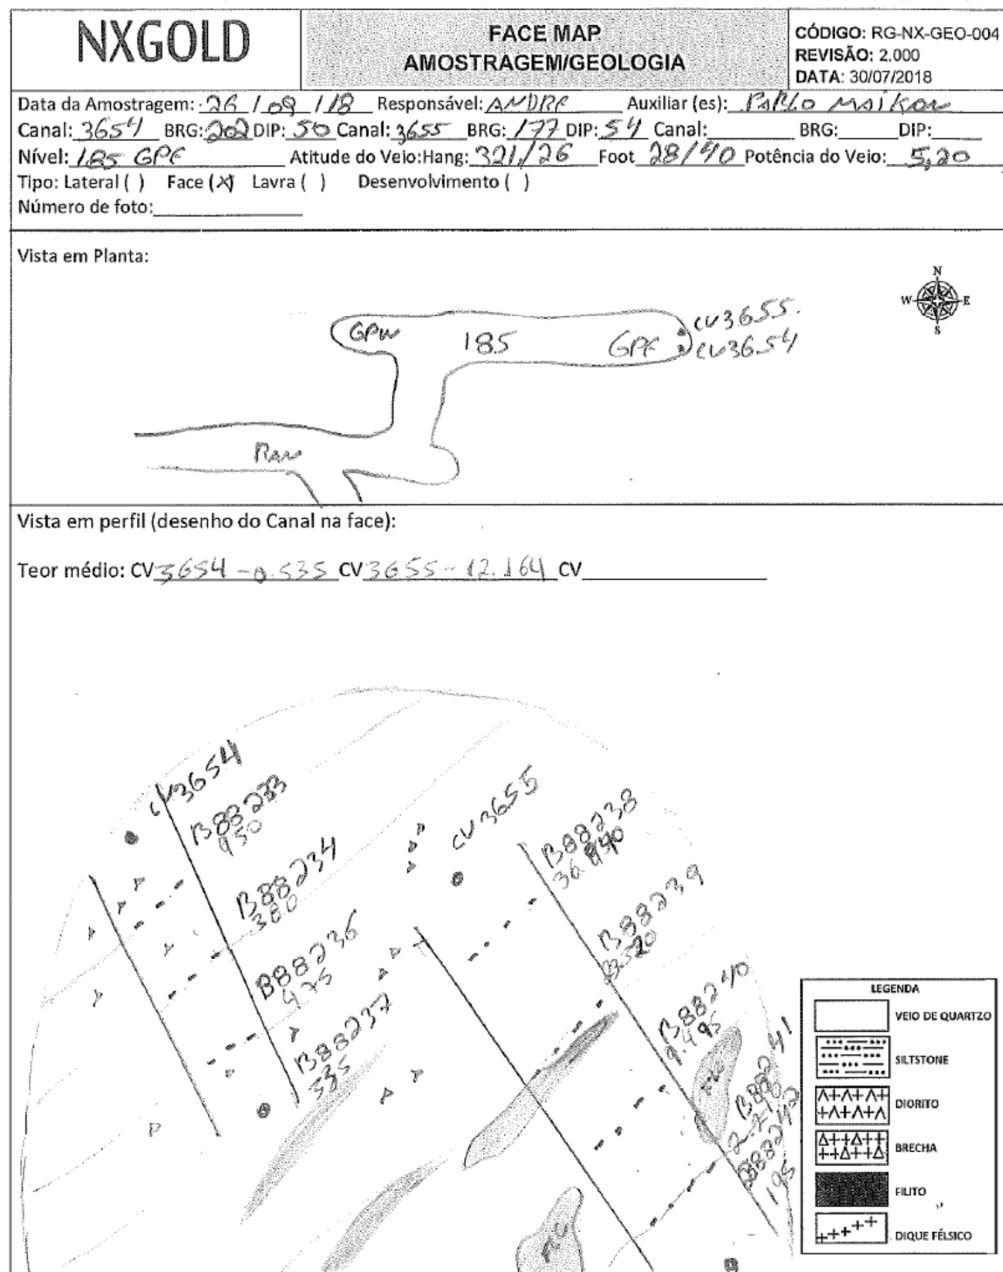 NXGOLD
FACE MAP
AMOSTRAGEM/GEOLOGIA
CÓDIGO: RG-NX-GEO-004
REVISÃO: 2.000
DATA: 30/07/2018
Data da Amostragem: 26/09/18 Responsável: ANDRE Auxiliar (es): PABLO MAIKON
Canal: 3654 BRG: 202 DIP: 50 Canal: 3655 BRG: 177 DIP: 54 Canal: BRG: DIP:
Nível: 185 GPE Atitude do Veio:Hang: 321/26 Foot 28/40 Potência do Veio: 5,20
Tipo: Lateral ( ) Face (X) Lavra ( ) Desenvolvimento ( )
Número de foto:
Vista em Planta:
N
W E
S
GPW 185 GPE CV3655.
CV3654
Vista em perfil (desenho do Canal na face):
Teor médio: CV 3654 - 0.535 CV 3655 - 12.164 CV
CV3654
B88233
950
B88234
380
B88236
475
B88237
335
CV3655
B88238
B88239
B88240
9.495
B88241
B88242
195
LEGENDA
VEIO DE QUARTZO
SILTSTONE
DIORITO
BRECHA
FILITO
DIQUE FÉLSICO